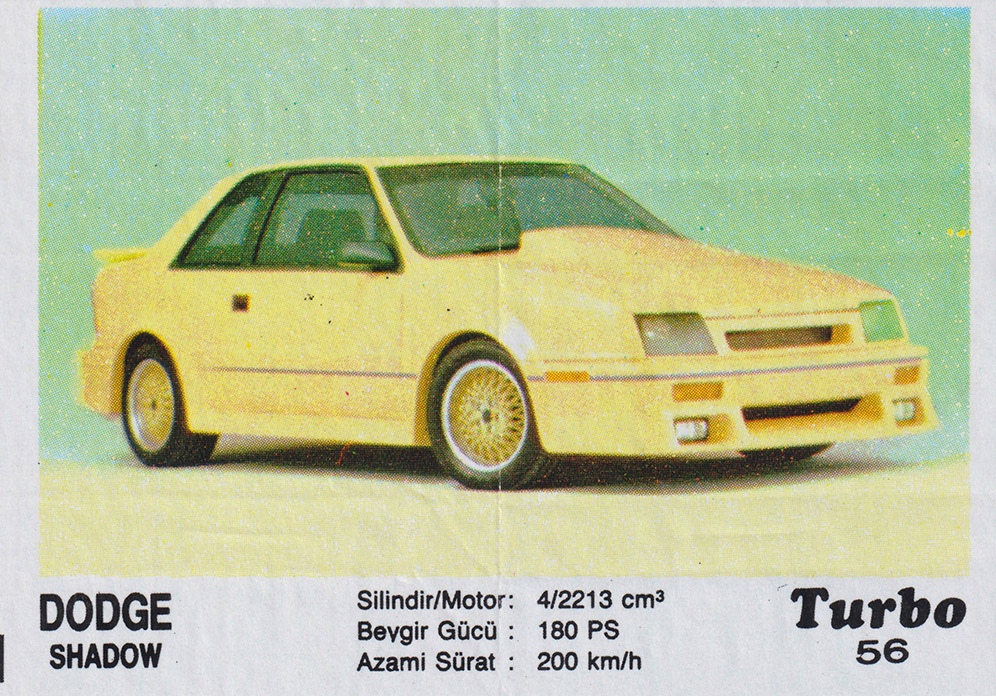 DODGE
SHADOW
Silindir/Motor: 4/2213 cm³
Beygir Gücü : 180 PS
Azami Sürat : 200 km/h
Turbo
56